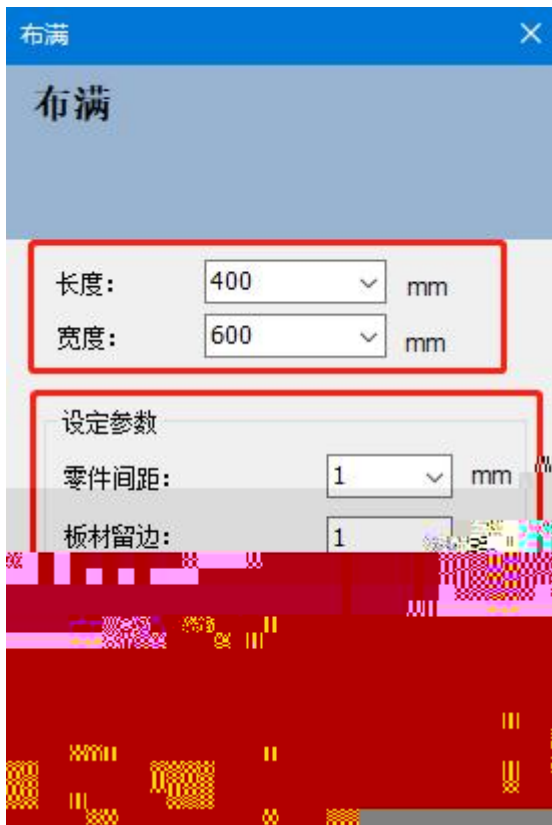 布满
布满
长度： 400 mm
宽度： 600 mm
设定参数
零件间距： 1 mm
板材留边： 1